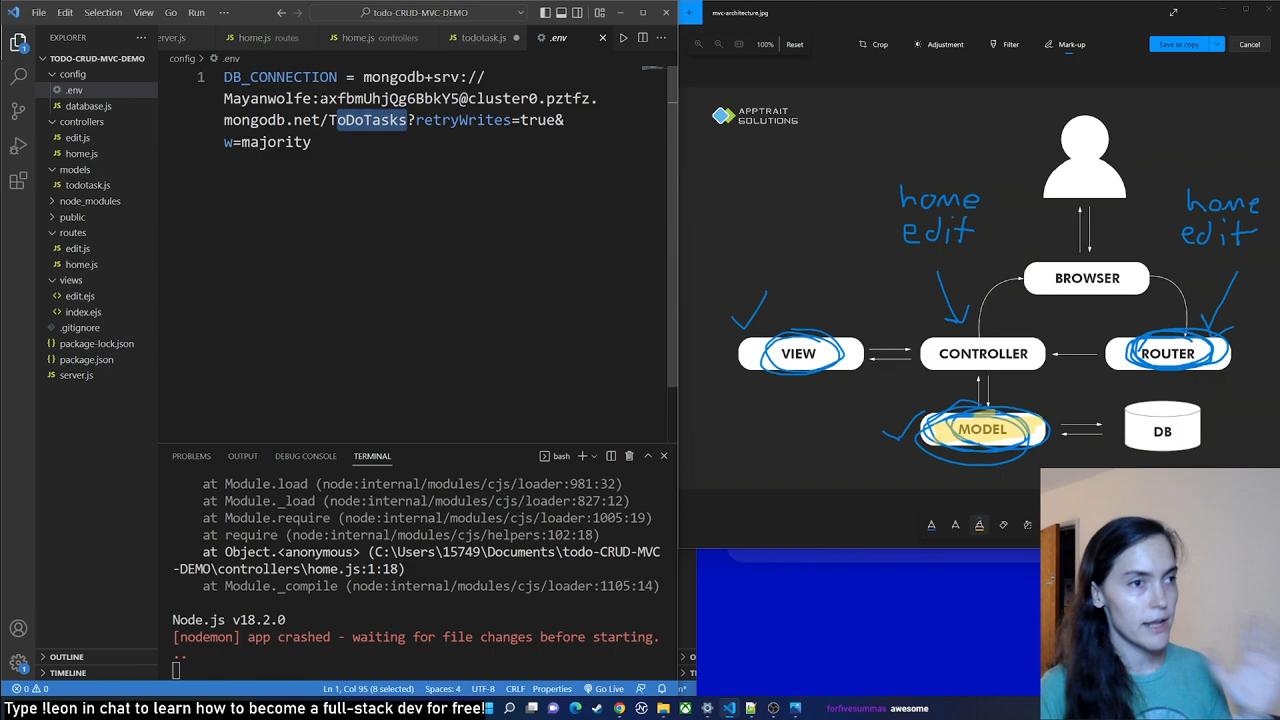 File Edit Selection View Go Run ··· todo-CRUD-MVC-DEMO
EXPLORER
erver.js home.js routes home.js controllers todotask.js .env
TODO-CRUD-MVC-DEMO
config
.env
database.js
controllers
edit.js
home.js
models
todotask.js
node_modules
public
routes
edit.js
home.js
views
edit.ejs
index.ejs
.gitignore
package-lock.json
package.json
server.js
OUTLINE
TIMELINE
config > .env
1 DB_CONNECTION = mongodb+srv://
Mayanwolfe:axfbmUhjQg6BbkY5@cluster0.pztfz.
mongodb.net/ToDoTasks?retryWrites=true&
w=majority
PROBLEMS OUTPUT DEBUG CONSOLE TERMINAL bash
at Module.load (node:internal/modules/cjs/loader:981:32)
at Module._load (node:internal/modules/cjs/loader:827:12)
at Module.require (node:internal/modules/cjs/loader:1005:19)
at require (node:internal/modules/cjs/helpers:102:18)
at Object.<anonymous> (C:\Users\15749\Documents\todo-CRUD-MVC
-DEMO\controllers\home.js:1:18)
at Module._compile (node:internal/modules/cjs/loader:1105:14)
Node.js v18.2.0
[nodemon] app crashed - waiting for file changes before starting.
..
0 0 Ln 1, Col 95 (8 selected) Spaces: 4 UTF-8 CRLF Properties Go Live
mvc-architecture.jpg
100% Reset Crop Adjustment Filter Mark-up Save as copy Cancel
APPTRAIT
SOLUTIONS
home
edit
home
edit
BROWSER
VIEW
CONTROLLER
ROUTER
MODEL
DB
Type !leon in chat to learn how to become a full-stack dev for free!
forfivesummas awesome